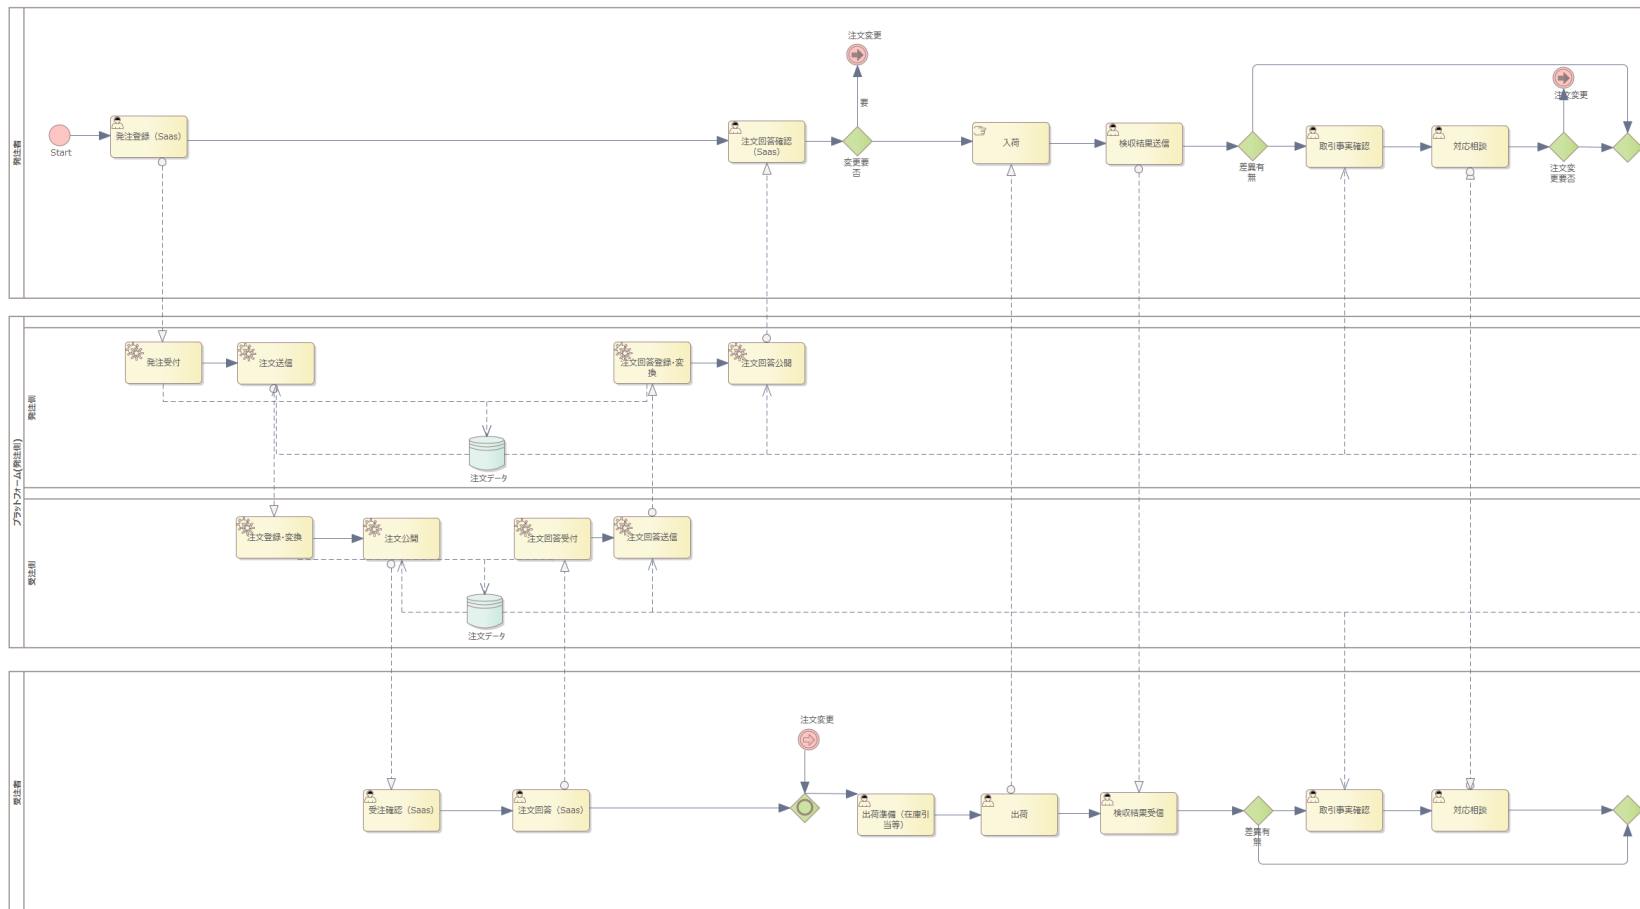 発注者
注文変更
要
注文変更
Start
発注登録（Saas）
注文回答確認
（Saas）
変更要
否
入荷
検収結果送信
差異有
無
取引事実確認
対応相談
注文変
更要否
プラットフォーム(発注側)
発注側
発注受付
注文送信
注文回答登録・変
換
注文回答公開
注文データ
受注側
注文登録・変換
注文公開
注文回答受付
注文回答送信
注文データ
受注者
注文変更
受注確認（Saas）
注文回答（Saas）
出荷準備（在庫引
当等）
出荷
検収結果受信
差異有
無
取引事実確認
対応相談